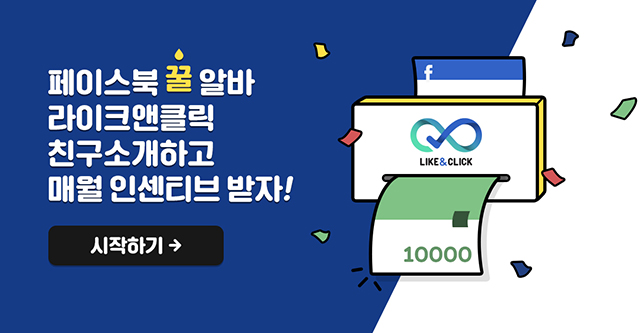 페이스북 꿀 알바
라이크앤클릭
친구소개하고
매월 인센티브 받자!
시작하기 →
f
LIKE&CLICK
10000